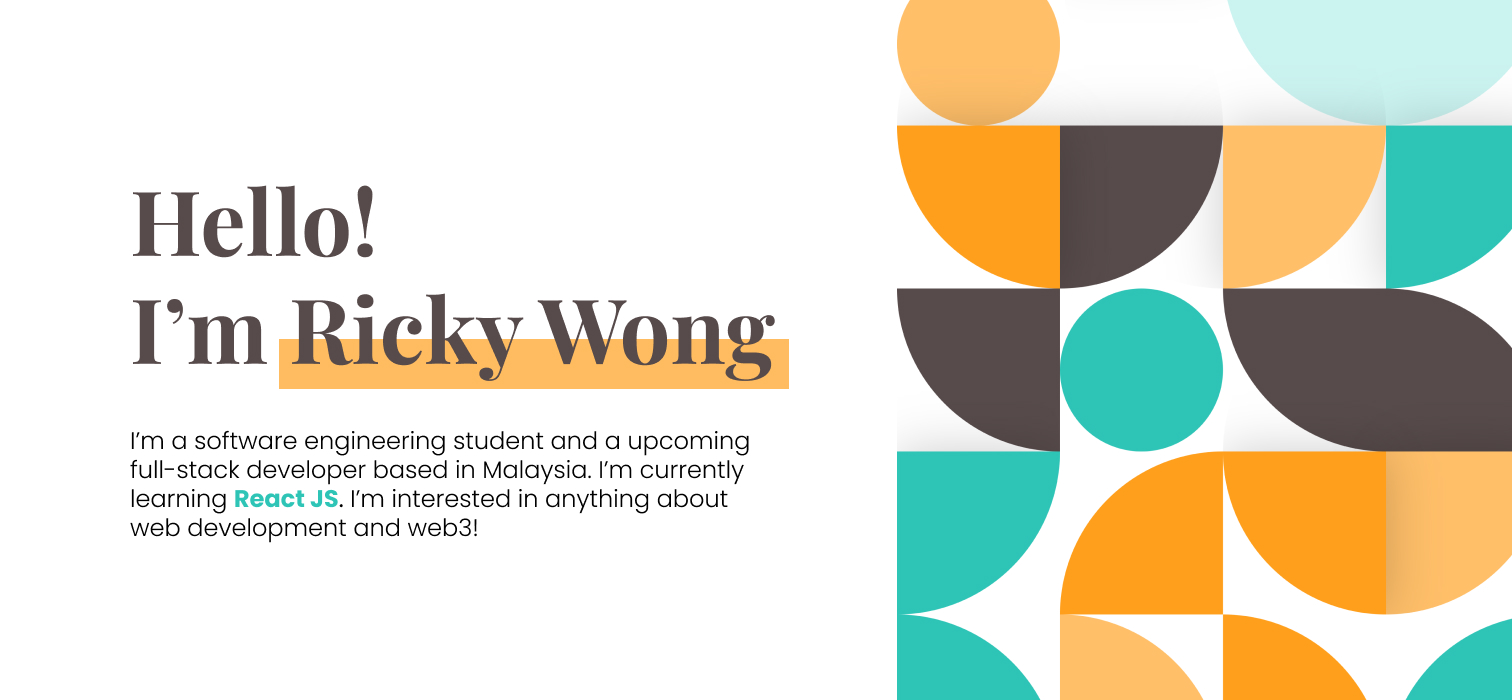 Hello!
I’m Ricky Wong
I’m a software engineering student and a upcoming
full-stack developer based in Malaysia. I’m currently
learning React JS. I’m interested in anything about
web development and web3!